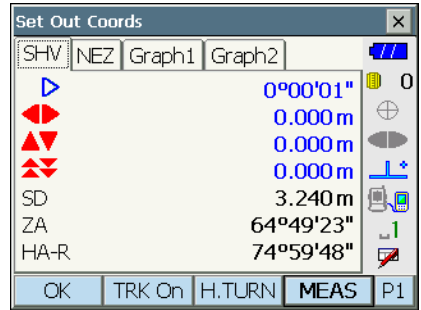 Set Out Coords
SHV NEZ Graph1 Graph2
0°00'01" 0
0.000 m
0.000 m
0.000 m
SD 3.240 m
ZA 64°49'23" 1
HA-R 74°59'48"
OK TRK On H.TURN MEAS P1